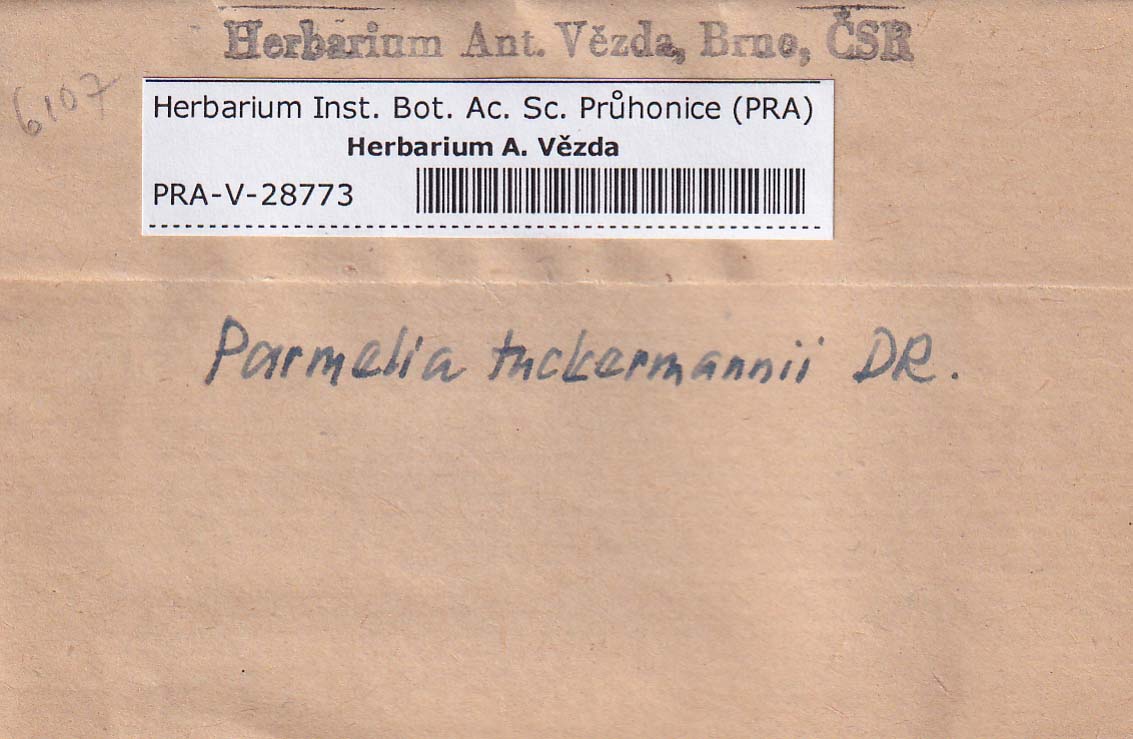 Herbarium Ant. Vězda, Brno, ČSR
6107
Herbarium Inst. Bot. Ac. Sc. Průhonice (PRA)
Herbarium A. Vězda
PRA-V-28773
Parmelia tuckermannii DR.